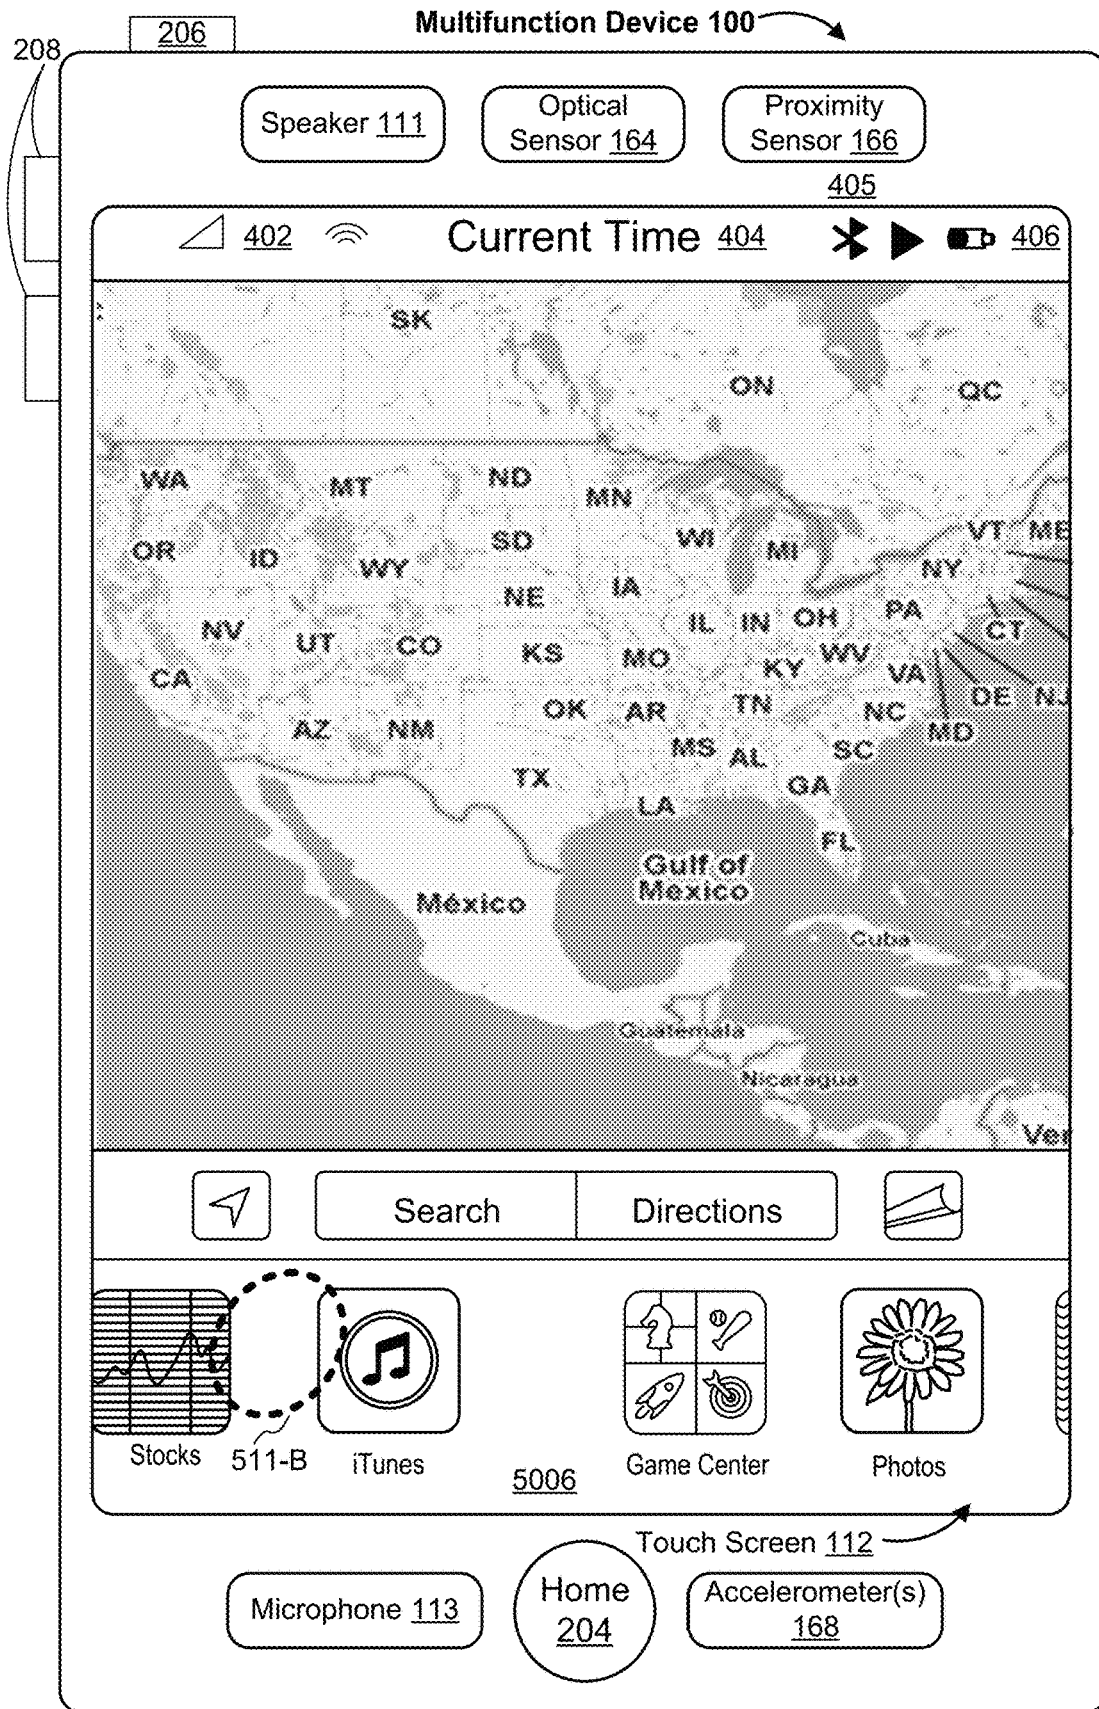 Multifunction Device 100
206
208
Speaker 111
Optical
Sensor 164
Proximity
Sensor 166
405
402
Current Time 404
406
SK
ON
QC
WA
MT
ND
MN
VT
ME
OR
ID
SD
WI
MI
WY
NY
NE
IA
PA
NV
UT
CO
IL
IN
OH
CT
KS
MO
WV
CA
KY
VA
DE
NJ
OK
AR
TN
NC
AZ
NM
MD
MS
AL
SC
TX
GA
LA
FL
Gulf of
Mexico
México
Cuba
Guatemala
Nicaragua
Ver
Search
Directions
Stocks
511-B
iTunes
Game Center
Photos
5006
Touch Screen 112
Microphone 113
Home
204
Accelerometer(s)
168